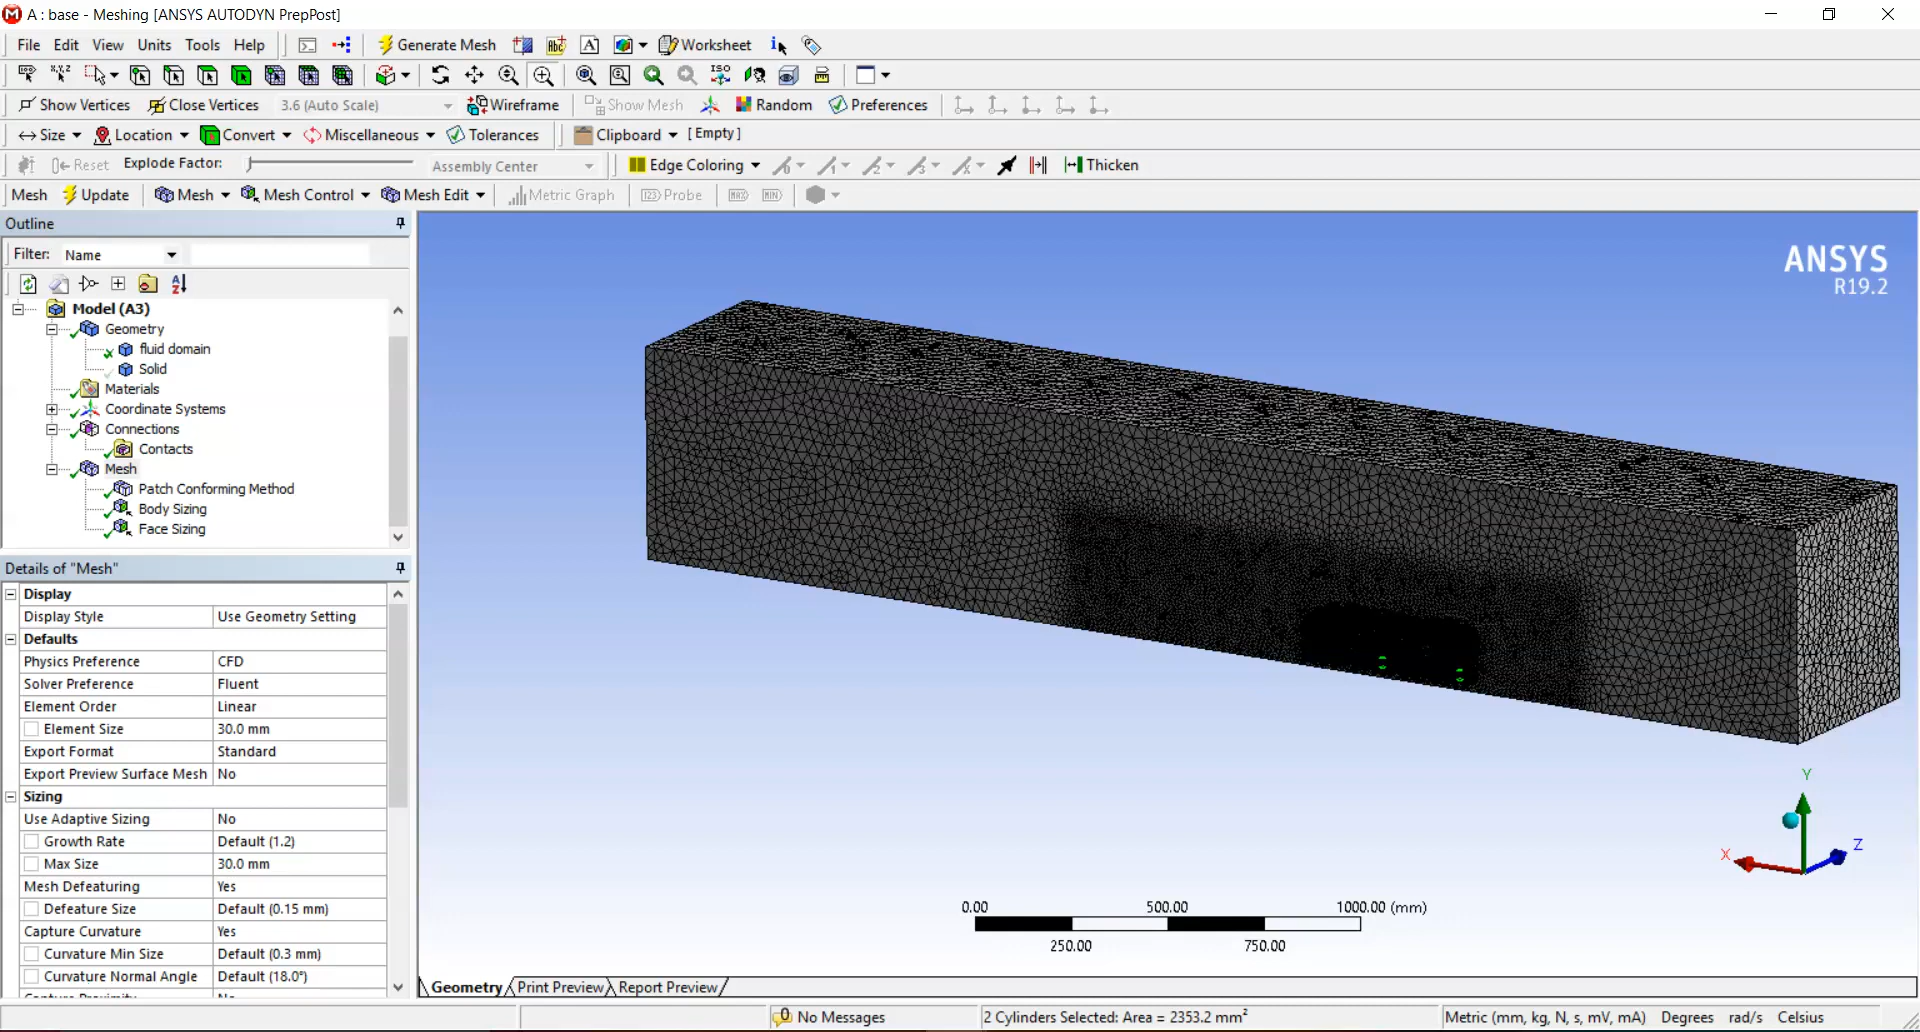 A : base - Meshing [ANSYS AUTODYN PrepPost]
File Edit View Units Tools Help Generate Mesh Abc A Worksheet i
ISO
Show Vertices Close Vertices 3.6 (Auto Scale) Wireframe Show Mesh Random Preferences
Size Location Convert Miscellaneous Tolerances Clipboard [ Empty ]
Reset Explode Factor: Assembly Center Edge Coloring Thicken
Mesh Update Mesh Mesh Control Mesh Edit Metric Graph Probe MAX MIN
Outline
Filter: Name
Model (A3)
Geometry
fluid domain
Solid
Materials
Coordinate Systems
Connections
Contacts
Mesh
Patch Conforming Method
Body Sizing
Face Sizing
Details of "Mesh"
Display
Display Style Use Geometry Setting
Defaults
Physics Preference CFD
Solver Preference Fluent
Element Order Linear
Element Size 30.0 mm
Export Format Standard
Export Preview Surface Mesh No
Sizing
Use Adaptive Sizing No
Growth Rate Default (1.2)
Max Size 30.0 mm
Mesh Defeaturing Yes
Defeature Size Default (0.15 mm)
Capture Curvature Yes
Curvature Min Size Default (0.3 mm)
Curvature Normal Angle Default (18.0°)
Capture Proximity No
ANSYS
R19.2
Y
X Z
0.00 500.00 1000.00 (mm)
250.00 750.00
Geometry Print Preview Report Preview
0 No Messages 2 Cylinders Selected: Area = 2353.2 mm² Metric (mm, kg, N, s, mV, mA) Degrees rad/s Celsius